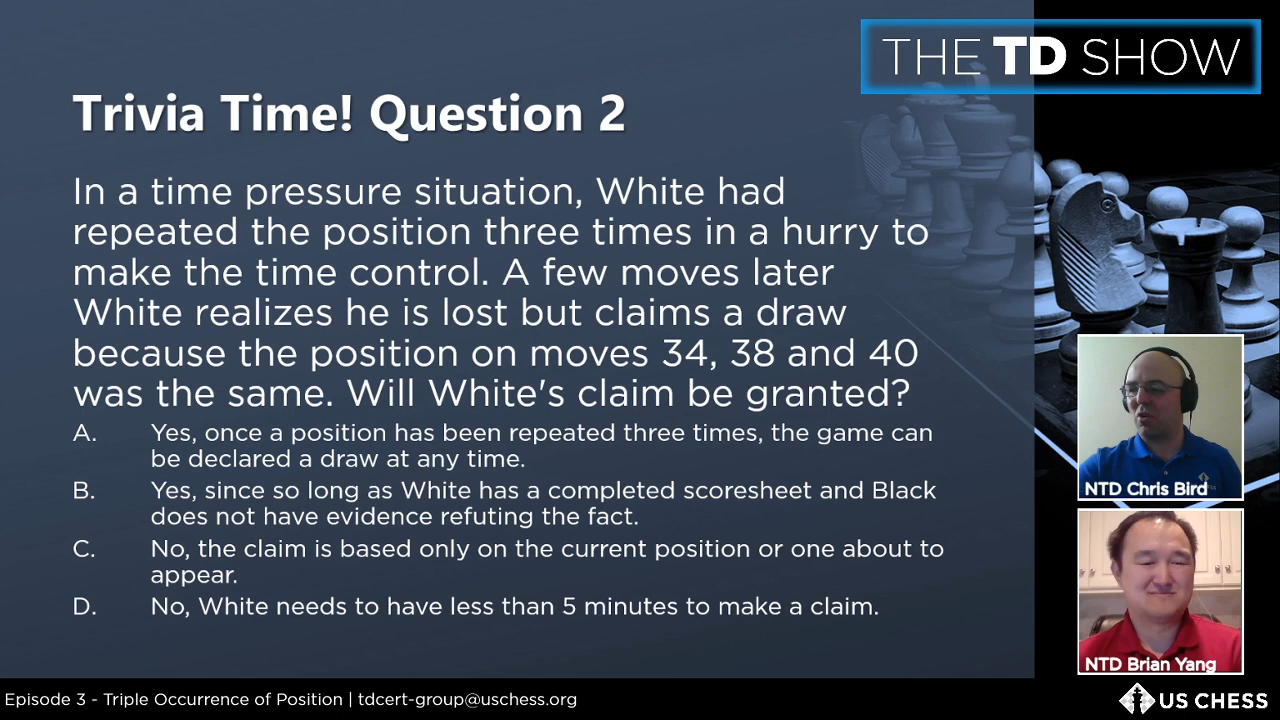 THE TD SHOW
Trivia Time! Question 2
In a time pressure situation, White had
repeated the position three times in a hurry to
make the time control. A few moves later
White realizes he is lost but claims a draw
because the position on moves 34, 38 and 40
was the same. Will White's claim be granted?
A. Yes, once a position has been repeated three times, the game can
be declared a draw at any time.
B. Yes, since so long as White has a completed scoresheet and Black
does not have evidence refuting the fact.
C. No, the claim is based only on the current position or one about to
appear.
D. No, White needs to have less than 5 minutes to make a claim.
NTD Chris Bird
NTD Brian Yang
Episode 3 - Triple Occurrence of Position | tdcert-group@uschess.org
US CHESS